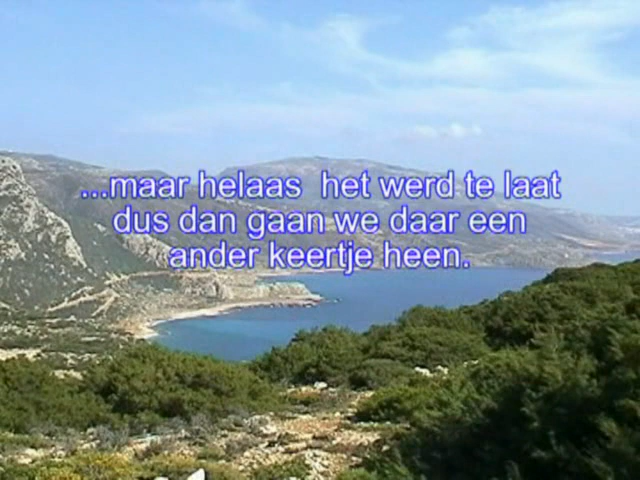 ...maar helaas  het werd te laat
dus dan gaan we daar een
ander keertje heen.